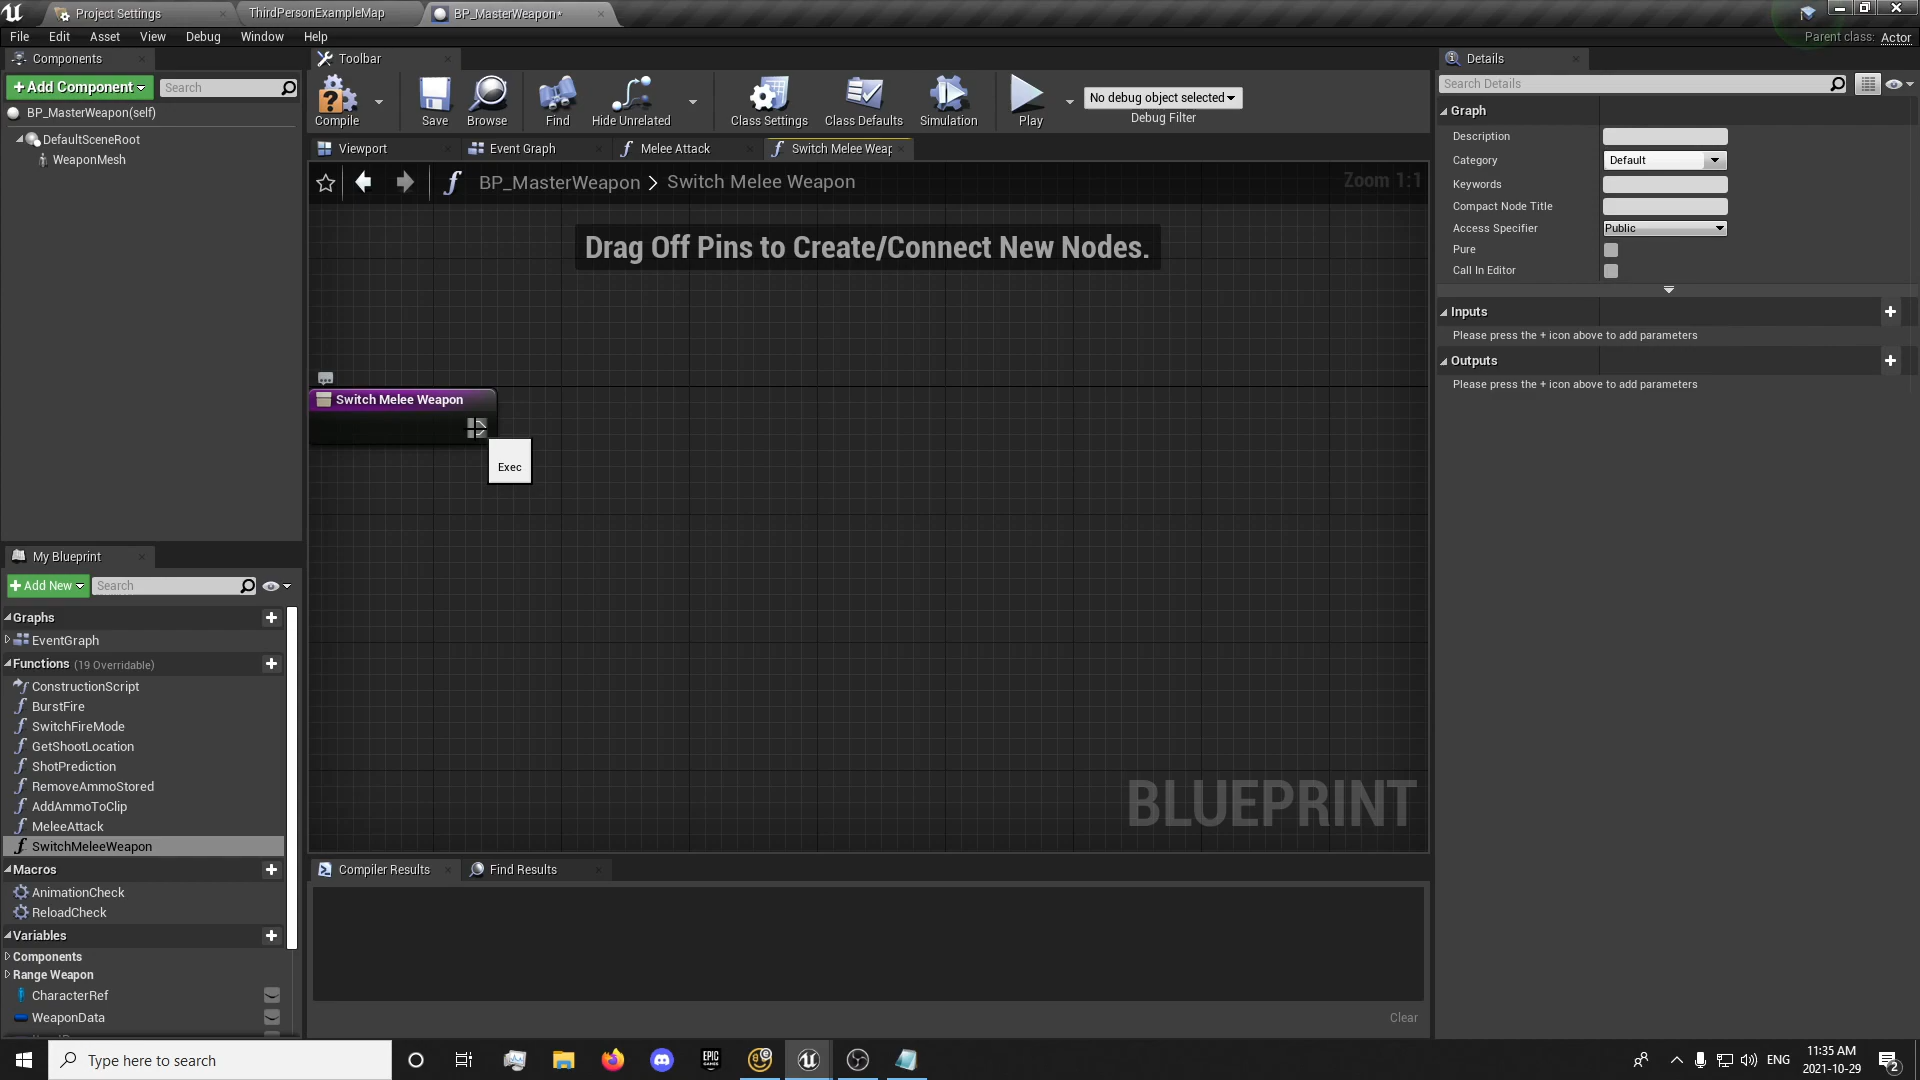 Project Settings
ThirdPersonExampleMap
BP_MasterWeapon*
File Edit Asset View Debug Window Help
Parent class: Actor
Components
Toolbar
Details
+Add Component
Search
BP_MasterWeapon(self)
DefaultSceneRoot
WeaponMesh
Compile
Save
Browse
Find
Hide Unrelated
Class Settings
Class Defaults
Simulation
Play
No debug object selected
Debug Filter
Viewport
Event Graph
Melee Attack
Switch Melee Weap
BP_MasterWeapon > Switch Melee Weapon
Zoom 1:1
Drag Off Pins to Create/Connect New Nodes.
Switch Melee Weapon
Exec
BLUEPRINT
Search Details
Graph
Description
Category Default
Keywords
Compact Node Title
Access Specifier Public
Pure
Call In Editor
Inputs
Please press the + icon above to add parameters
Outputs
Please press the + icon above to add parameters
My Blueprint
+Add New
Search
Graphs
EventGraph
Functions (19 Overridable)
ConstructionScript
BurstFire
SwitchFireMode
GetShootLocation
ShotPrediction
RemoveAmmoStored
AddAmmoToClip
MeleeAttack
SwitchMeleeWeapon
Macros
AnimationCheck
ReloadCheck
Variables
Components
Range Weapon
CharacterRef
WeaponData
Compiler Results
Find Results
Clear
Type here to search
EPIC GAMES
ENG
11:35 AM
2021-10-29
2